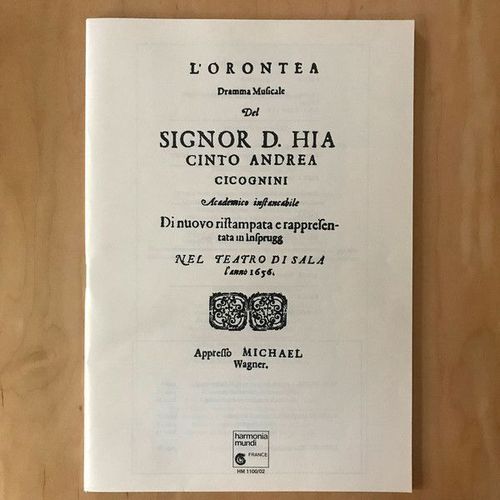 L'ORONTEA
Dramma Muſicale
Del
SIGNOR D. HIA
CINTO ANDREA
CICOGNINI
Academico inſtancabile
Di nuovo riſtampata e rappreſen-
tata in Inſprugg
NEL TEATRO DI SALA
l'anno 1656.
Appreſſo MICHAEL
Wagner.
harmonia
mundi
FRANCE
HM 1100/02